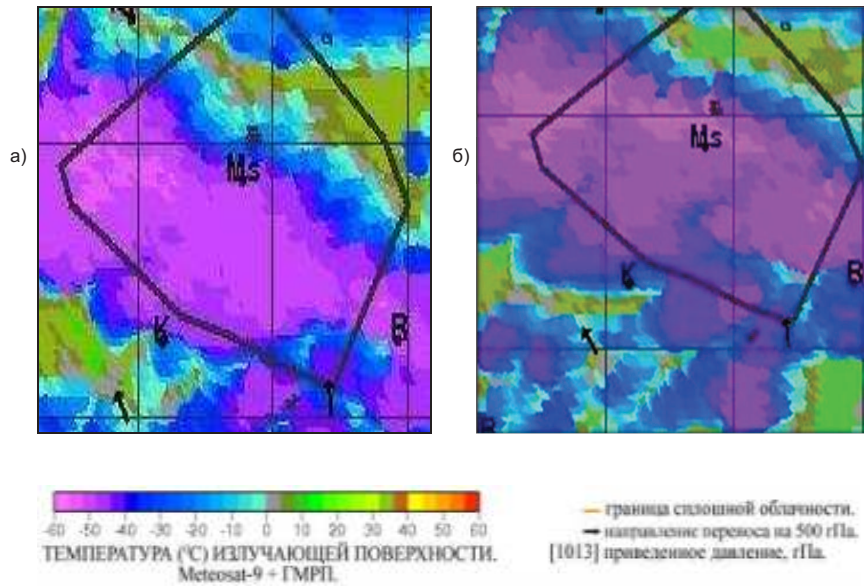 а)
б)
Ms
Ms
K
K
B
B
-60 -50 -40 -30 -20 -10 0 10 20 30 40 50 60
ТЕМПЕРАТУРА (°С) ИЗЛУЧАЮЩЕЙ ПОВЕРХНОСТИ.
Meteosat-9 + ГМРП.
граница сплошной облачности.
направление переноса на 500 гПа.
[1013] приведенное давление, гПа.